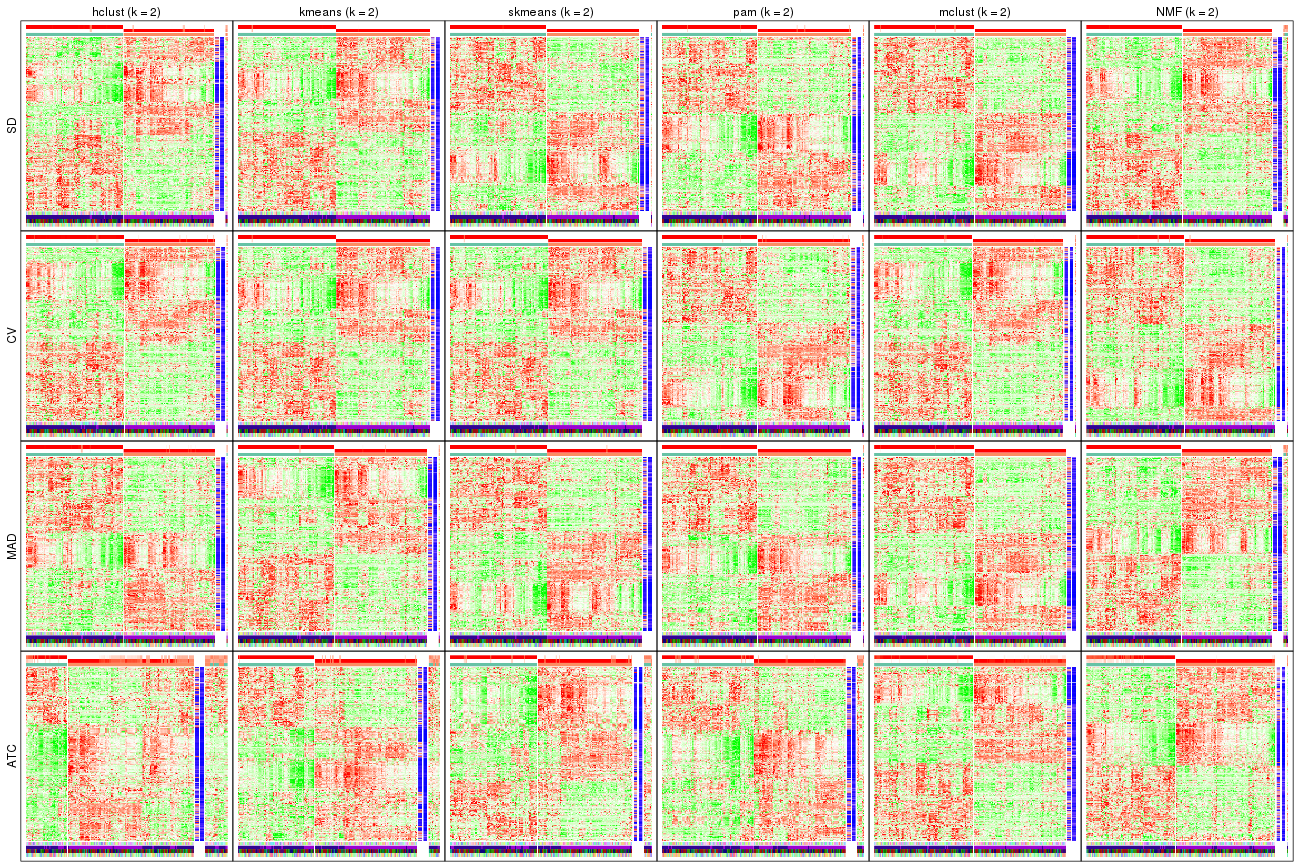 hclust (k = 2) kmeans (k = 2) skmeans (k = 2) pam (k = 2) mclust (k = 2) NMF (k = 2)
SD
CV
MAD
ATC